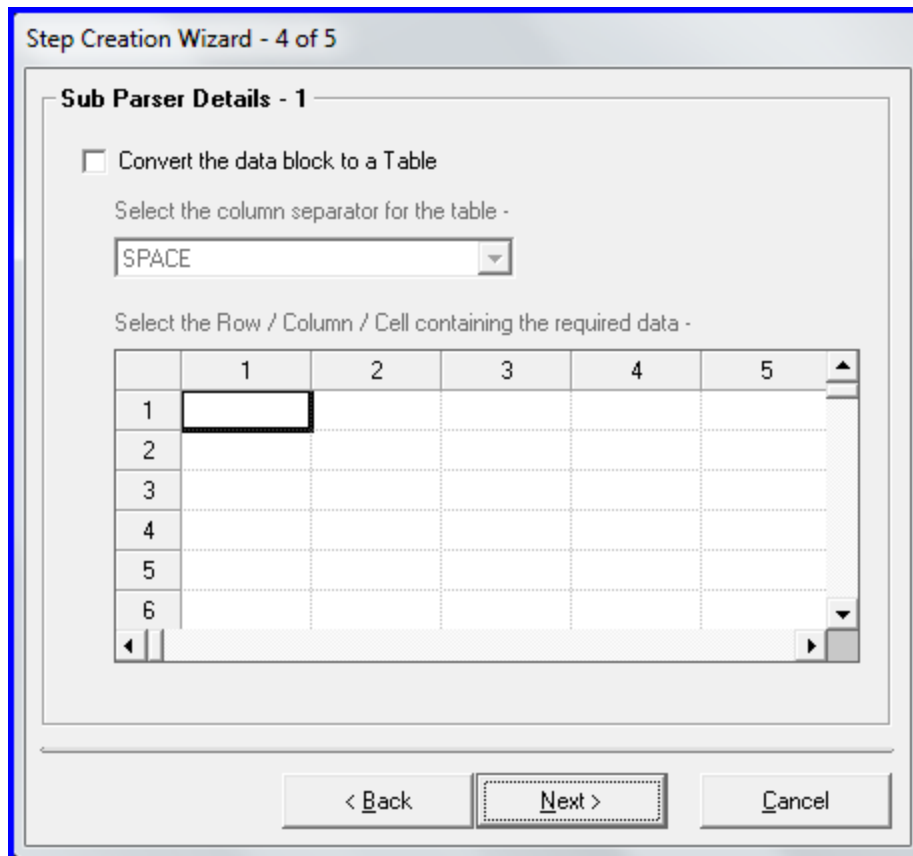 Step Creation Wizard - 4 of 5
Sub Parser Details - 1
Convert the data block to a Table
Select the column separator for the table -
SPACE
Select the Row / Column / Cell containing the required data -
1 2 3 4 5
1
2
3
4
5
6
< Back Next > Cancel